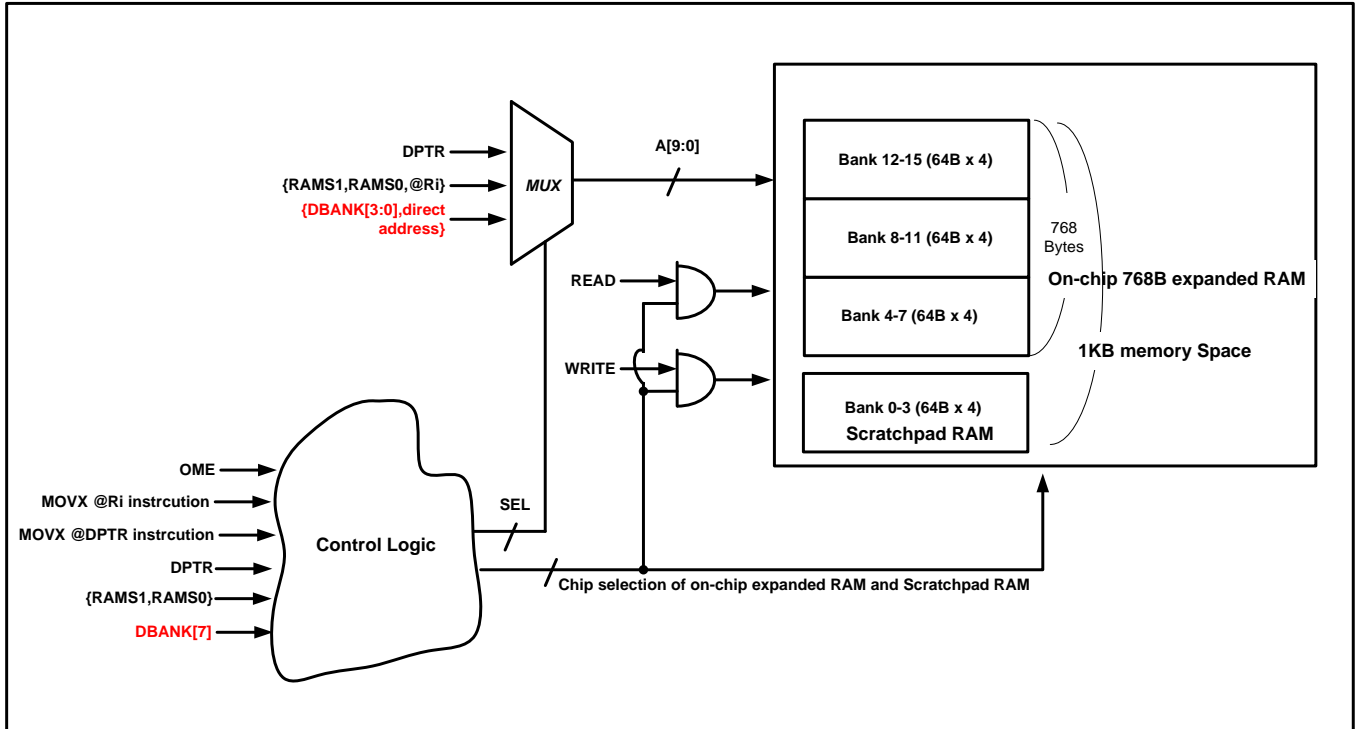 DPTR
{RAMS1,RAMS0,@Ri}
{DBANK[3:0],direct
address}
MUX
A[9:0]
READ
WRITE
Bank 12-15 (64B x 4)
Bank 8-11 (64B x 4)
Bank 4-7 (64B x 4)
768
Bytes
On-chip 768B expanded RAM
1KB memory Space
Bank 0-3 (64B x 4)
Scratchpad RAM
OME
MOVX @Ri instrcution
MOVX @DPTR instrcution
DPTR
{RAMS1,RAMS0}
DBANK[7]
Control Logic
SEL
Chip selection of on-chip expanded RAM and Scratchpad RAM